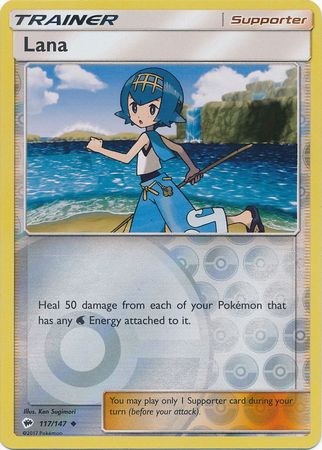 TRAINER Supporter
Lana
Heal 50 damage from each of your Pokémon that
has any Energy attached to it.
Illus. Ken Sugimori
117/147
©2017 Pokémon
You may play only 1 Supporter card during your
turn (before your attack).